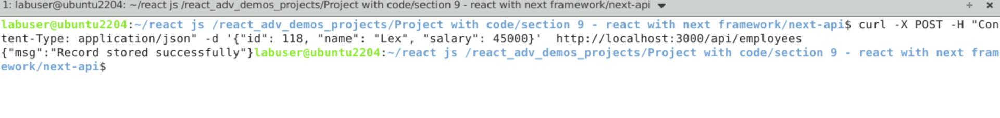 1: labuser@ubuntu2204: ~/react js /react_adv_demos_projects/Project with code/section 9 - react with next framework/next-api
labuser@ubuntu2204:~/react js /react_adv_demos_projects/Project with code/section 9 - react with next framework/next-api$ curl -X POST -H "Con
tent-Type: application/json" -d '{"id": 118, "name": "Lex", "salary": 45000}'  http://localhost:3000/api/employees
{"msg":"Record stored successfully"}labuser@ubuntu2204:~/react js /react_adv_demos_projects/Project with code/section 9 - react with next fram
ework/next-api$